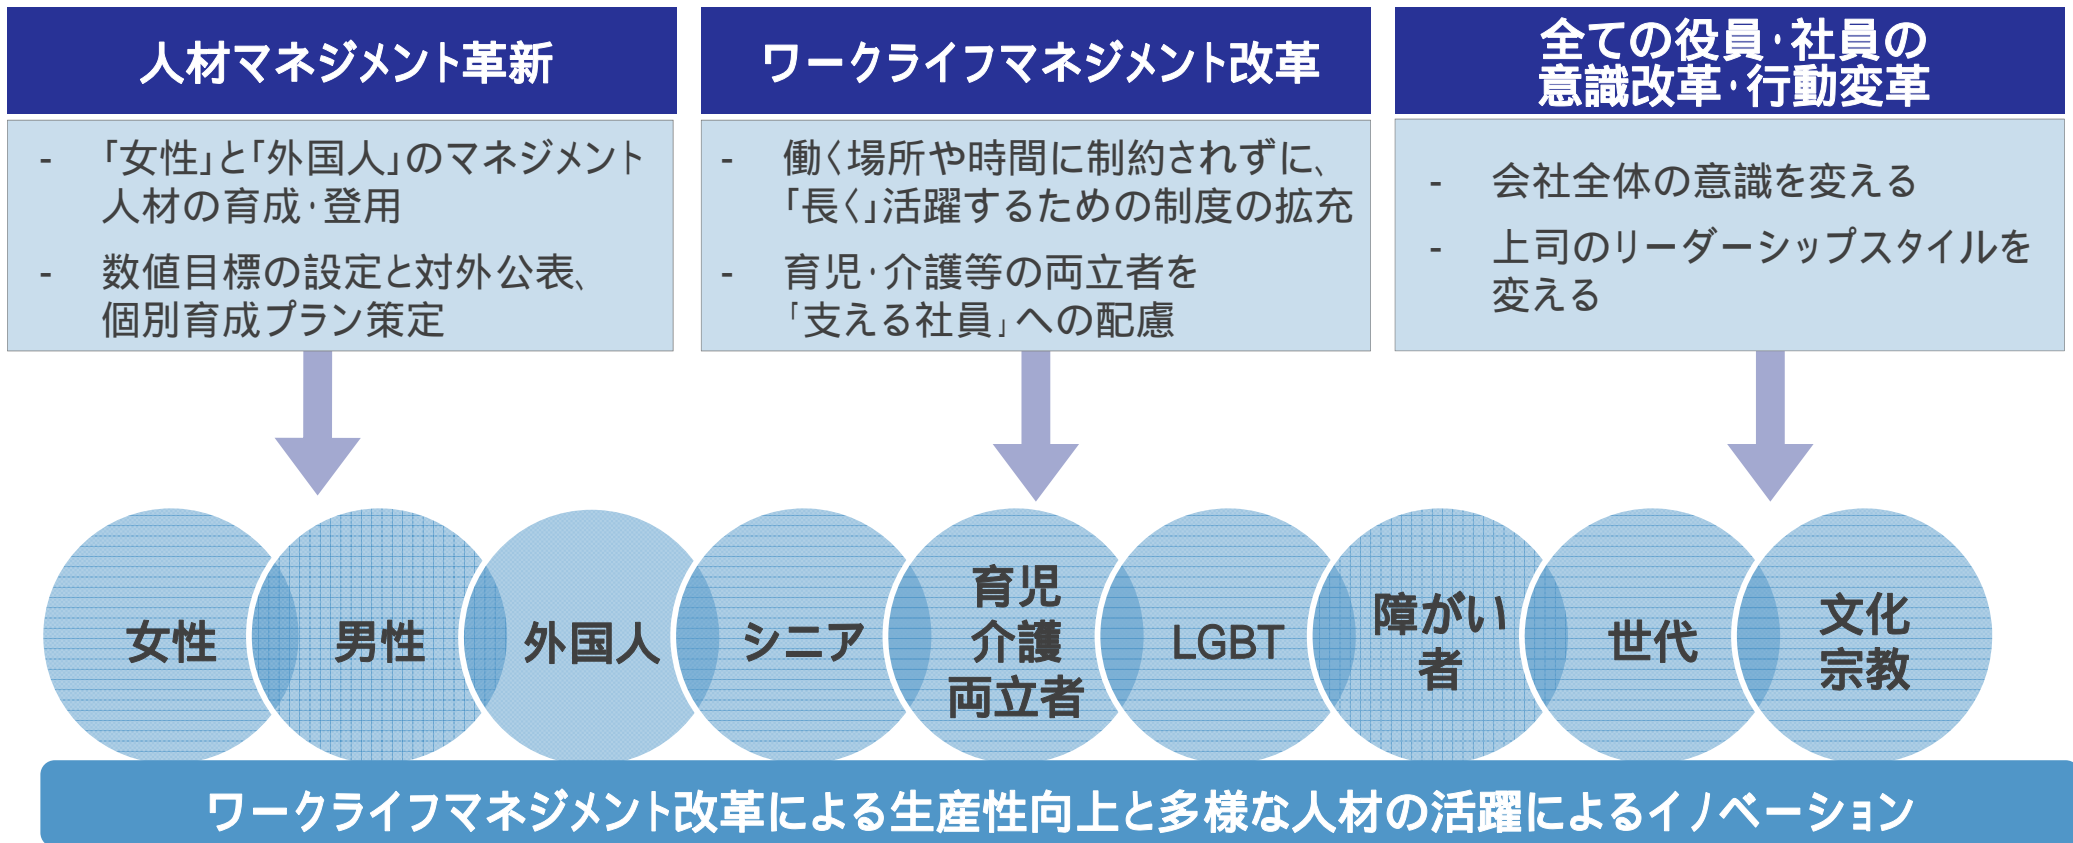 人材マネジメント革新
- 「女性」と「外国人」のマネジメント
人材の育成・登用
- 数値目標の設定と対外公表、
個別育成プラン策定
ワークライフマネジメント改革
- 働く場所や時間に制約されずに、
「長く」活躍するための制度の拡充
- 育児・介護等の両立者を
「支える社員」への配慮
全ての役員・社員の
意識改革・行動変革
- 会社全体の意識を変える
- 上司のリーダーシップスタイルを
変える
女性
男性
外国人
シニア
育児
介護
両立者
LGBT
障がい
者
世代
文化
宗教
ワークライフマネジメント改革による生産性向上と多様な人材の活躍によるイノベーション